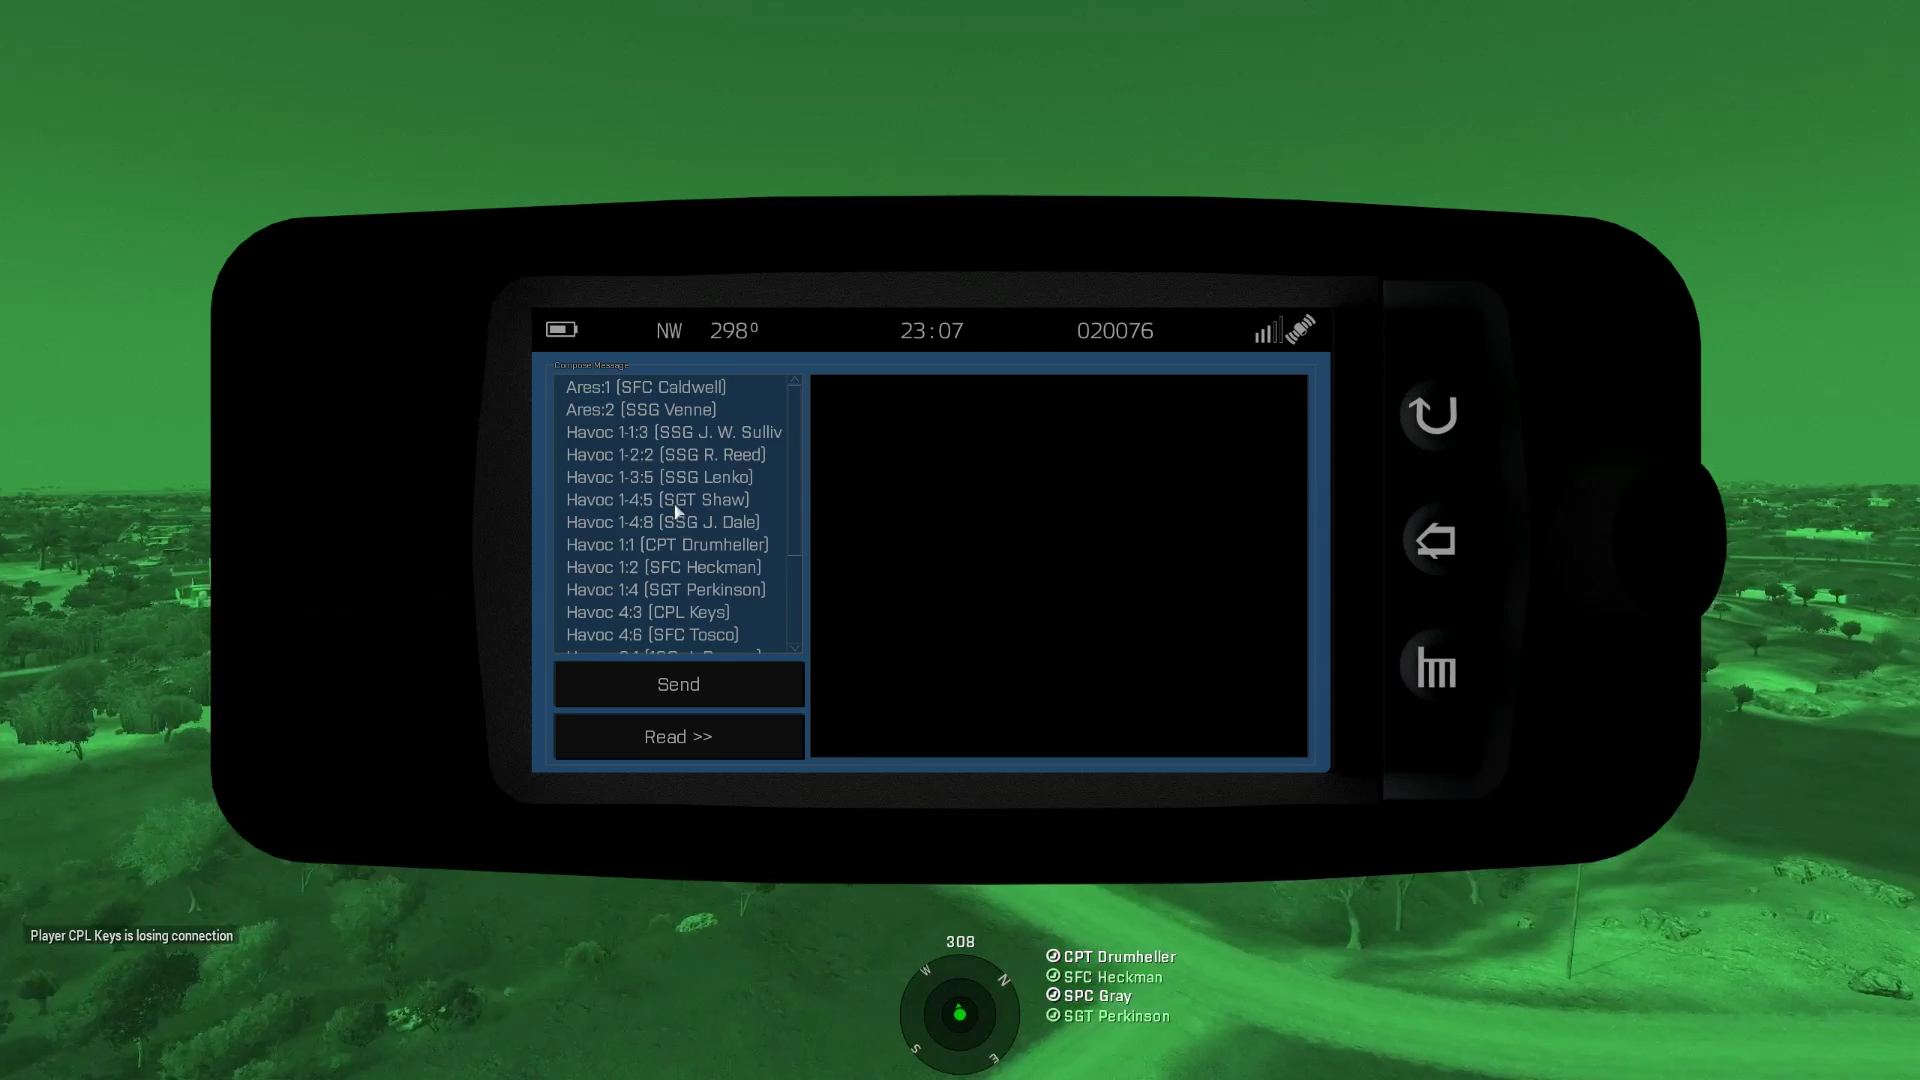 NW 298º 23:07 020076
Compose Message
Ares:1 (SFC Caldwell)
Ares:2 (SSG Venne)
Havoc 1-1:3 (SSG J. W. Sulliv
Havoc 1-2:2 (SSG R. Reed)
Havoc 1-3:5 (SSG Lenko)
Havoc 1-4:5 (SGT Shaw)
Havoc 1-4:8 (SSG J. Dale)
Havoc 1:1 (CPT Drumheller)
Havoc 1:2 (SFC Heckman)
Havoc 1:4 (SGT Perkinson)
Havoc 4:3 (CPL Keys)
Havoc 4:6 (SFC Tosco)
Send
Read >>
Player CPL Keys is losing connection
308
W
N
S
E
CPT Drumheller
SFC Heckman
SPC Gray
SGT Perkinson